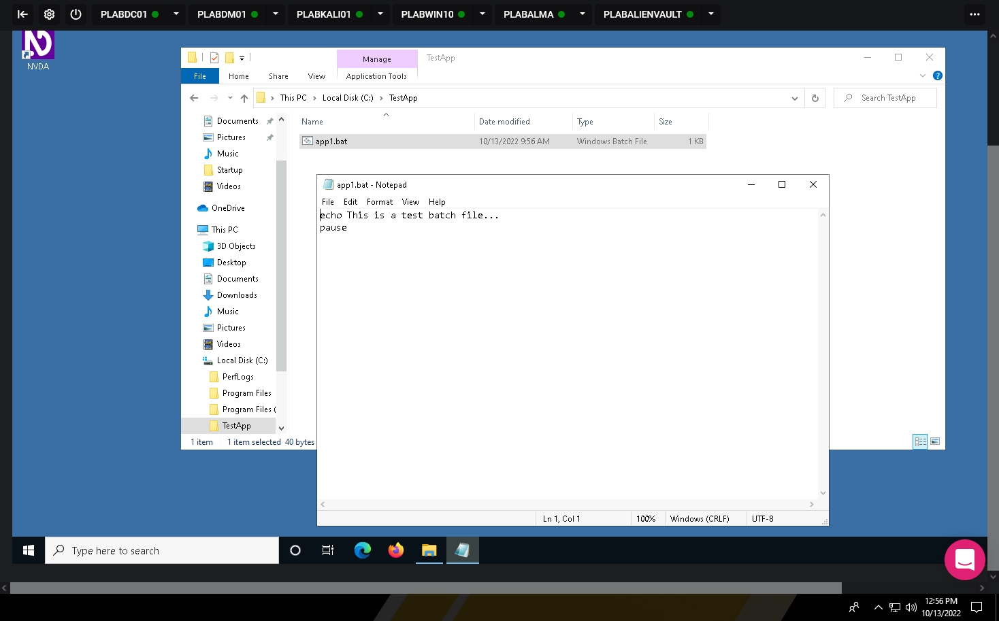 PLABDC01
PLABDM01
PLABKALI01
PLABWIN10
PLABALMA
PLABALIENVAULT
NVDA
Manage
TestApp
File
Home
Share
View
Application Tools
This PC > Local Disk (C:) > TestApp
Search TestApp
Name
Date modified
Type
Size
app1.bat
10/13/2022 9:56 AM
Windows Batch File
1 KB
Documents
Pictures
Music
Startup
Videos
OneDrive
This PC
3D Objects
Desktop
Documents
Downloads
Music
Pictures
Videos
Local Disk (C:)
PerfLogs
Program Files
Program Files (
TestApp
1 item
1 item selected 40 bytes
app1.bat - Notepad
File Edit Format View Help
echo This is a test batch file...
pause
Ln 1, Col 1
100%
Windows (CRLF)
UTF-8
Type here to search
12:56 PM
10/13/2022